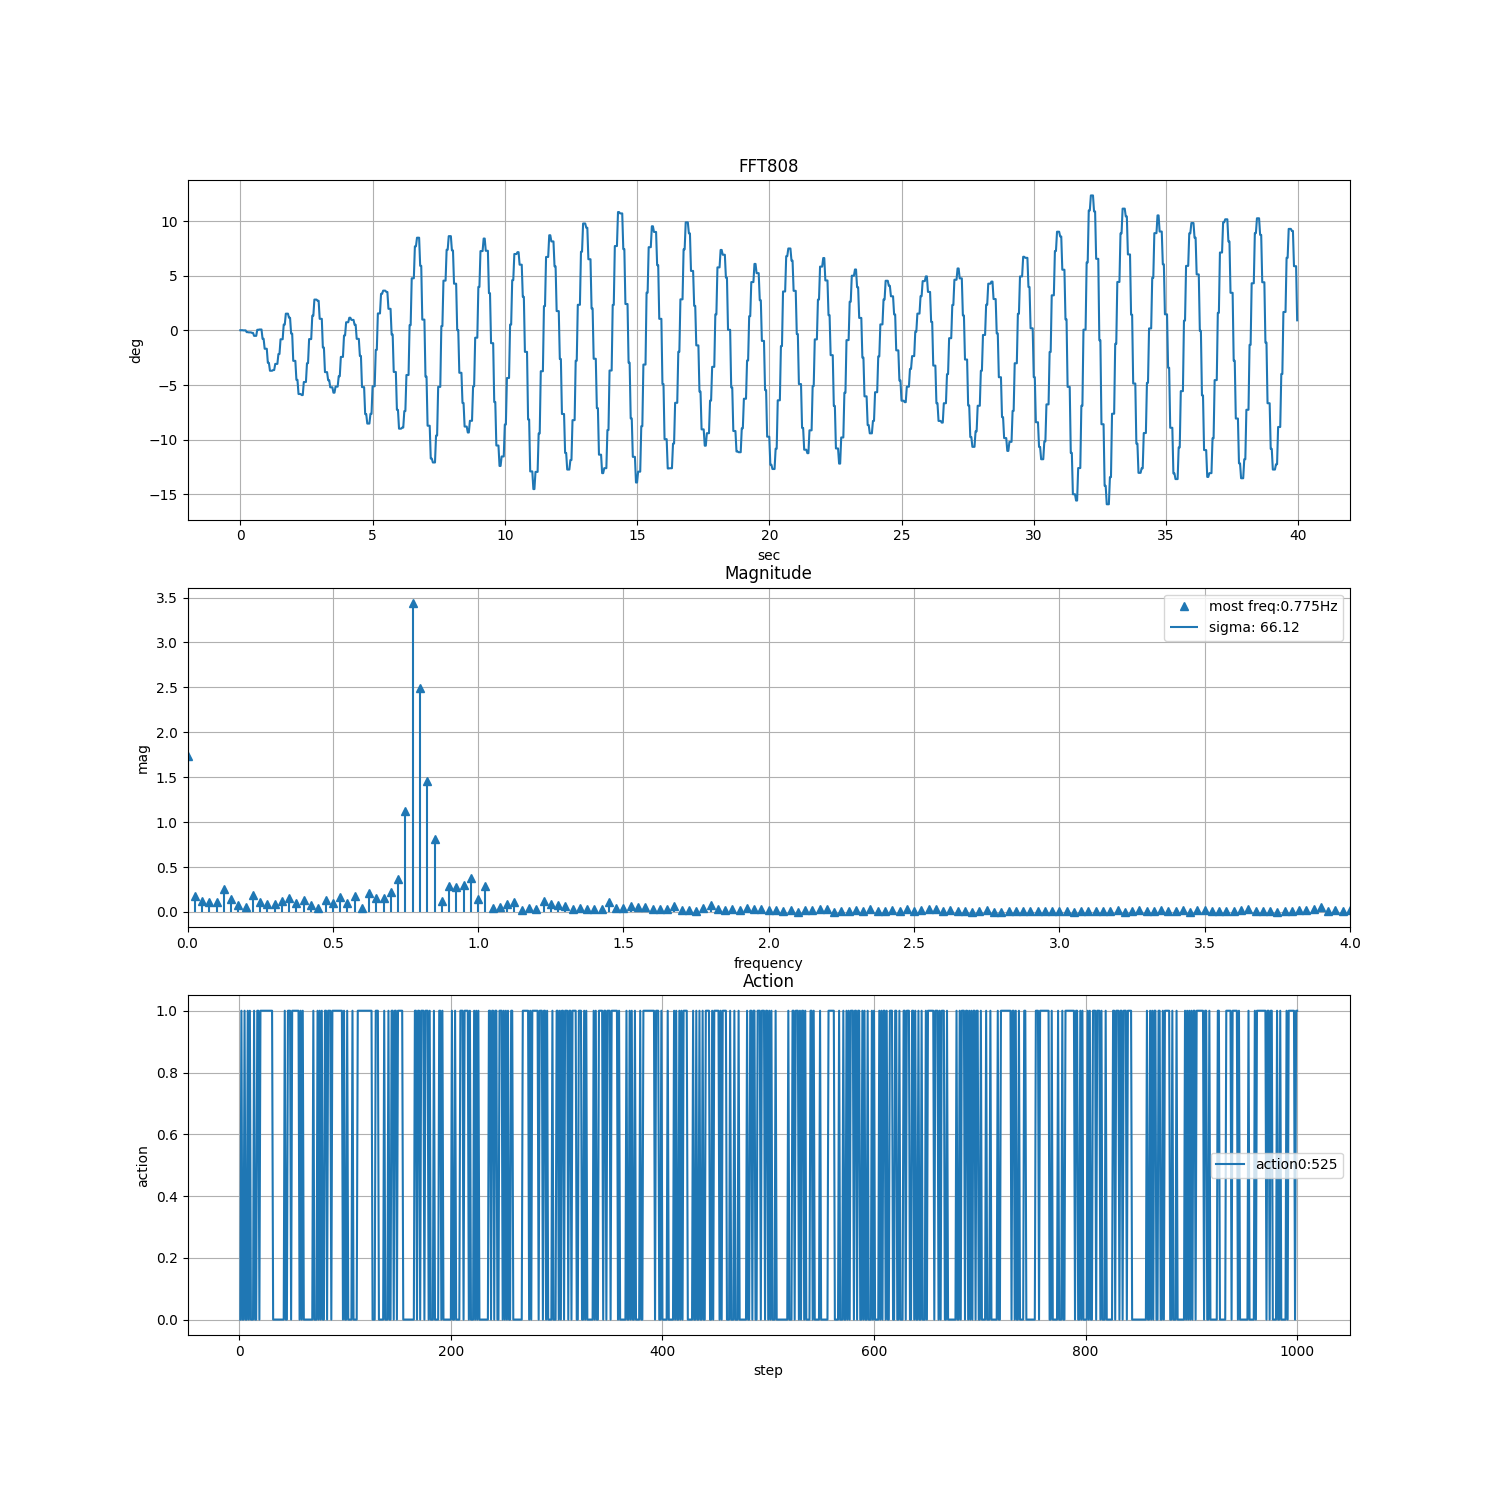 FFT808
10
5
0
−5
−10
−15
deg
0 5 10 15 20 25 30 35 40
sec
Magnitude
3.5
3.0
2.5
2.0
1.5
1.0
0.5
0.0
mag
most freq:0.775Hz
sigma: 66.12
0.0 0.5 1.0 1.5 2.0 2.5 3.0 3.5 4.0
frequency
Action
1.0
0.8
0.6
0.4
0.2
0.0
action
action0:525
0 200 400 600 800 1000
step